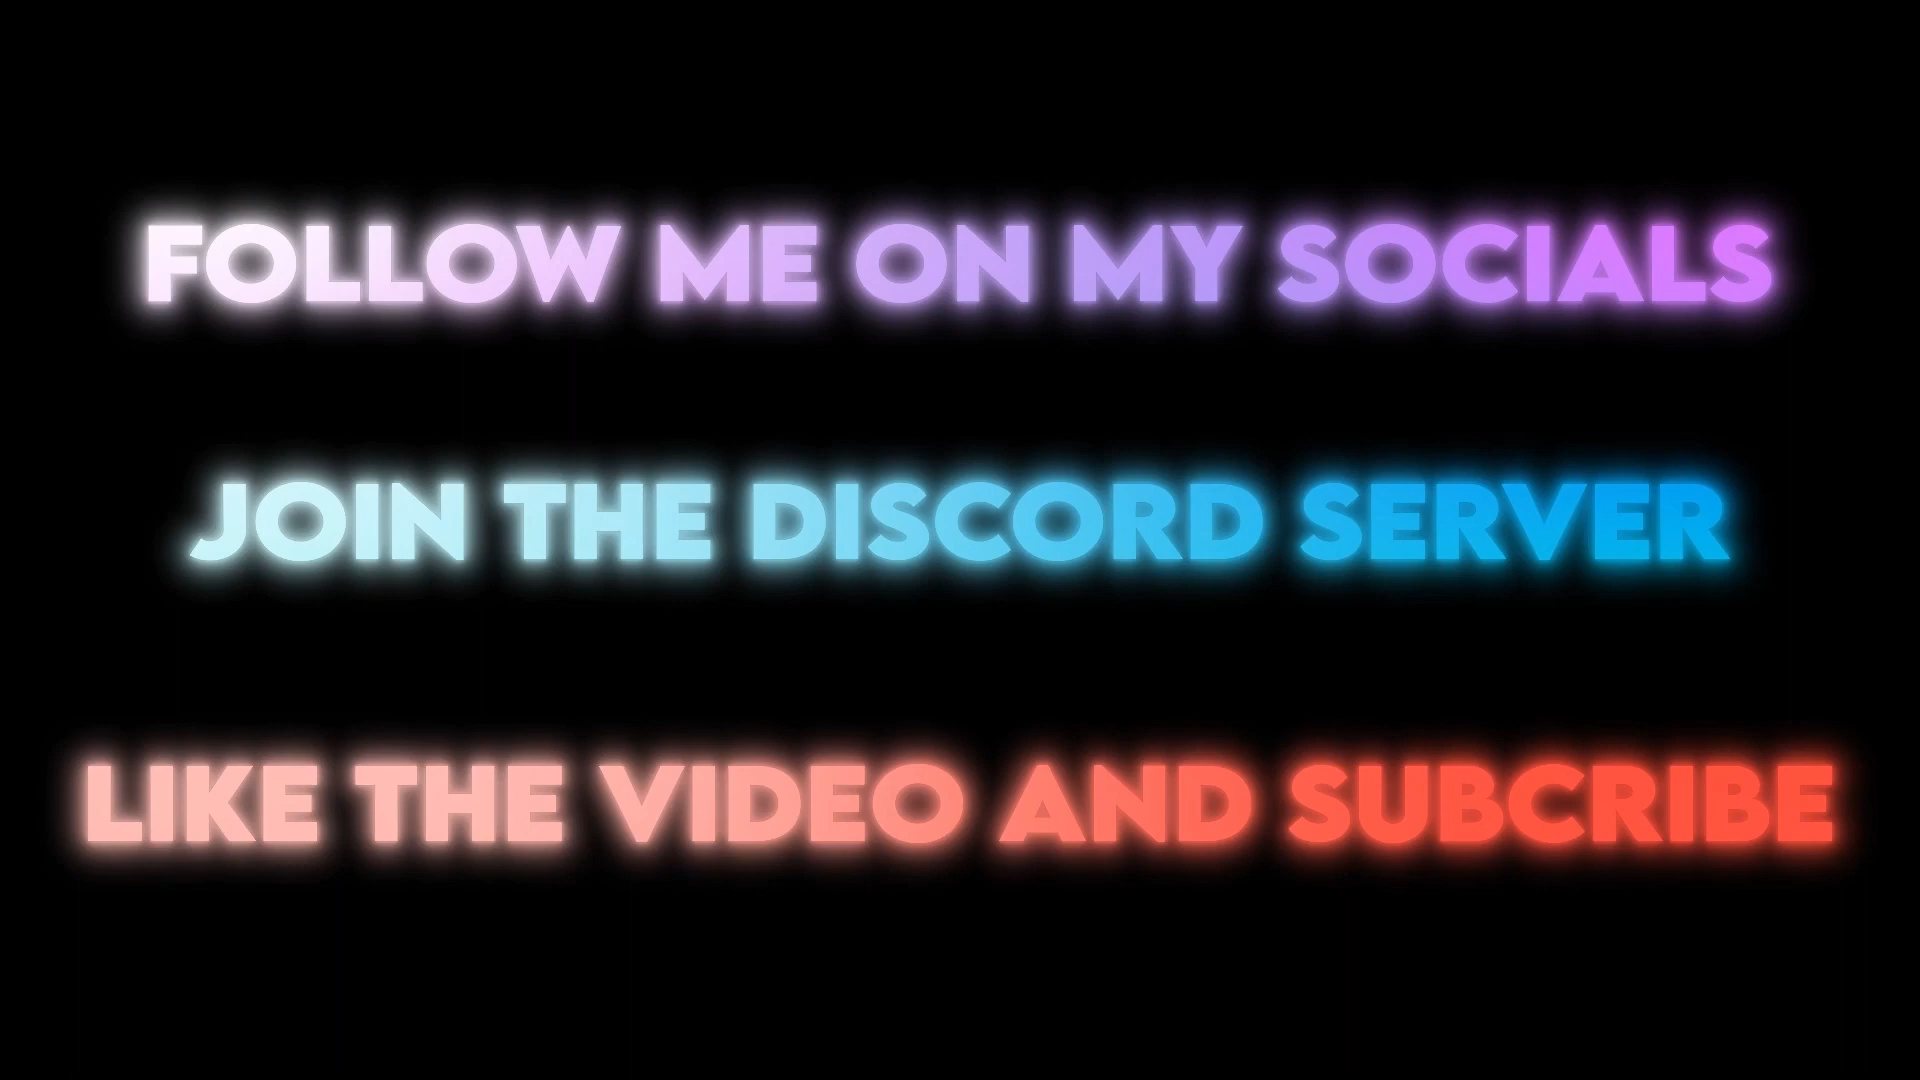 FOLLOW ME ON MY SOCIALS
JOIN THE DISCORD SERVER
LIKE THE VIDEO AND SUBCRIBE